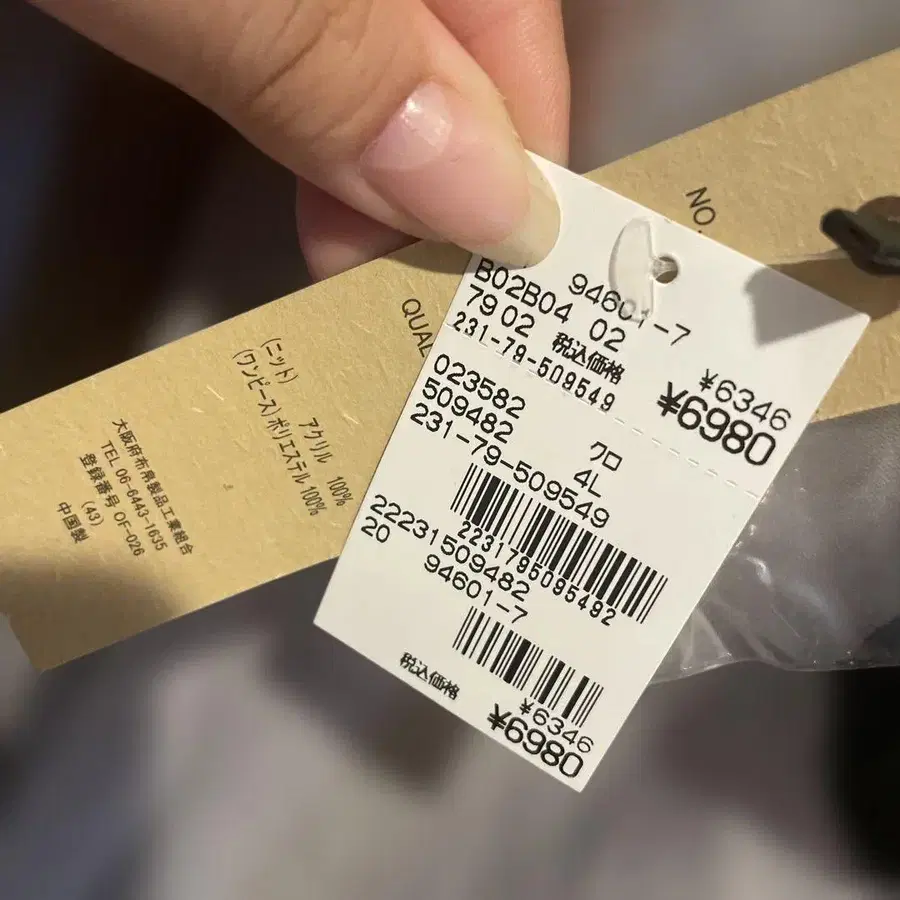 NO.
QUAL
(ニット) アクリル 100%
(ワンピース)ポリエステル 100%
大阪府布帛製品工業組合
TEL 06-6443-1635
登録番号 OF-026
(43)
中国製
94601-7
B02B04 02
79 02 税込価格 ¥6346
231-79-509549 ¥6980
023582 クロ
509482 4L
231-79-509549
2231795095492
22231509482
20 94601-7
税込価格 ¥6346
¥6980